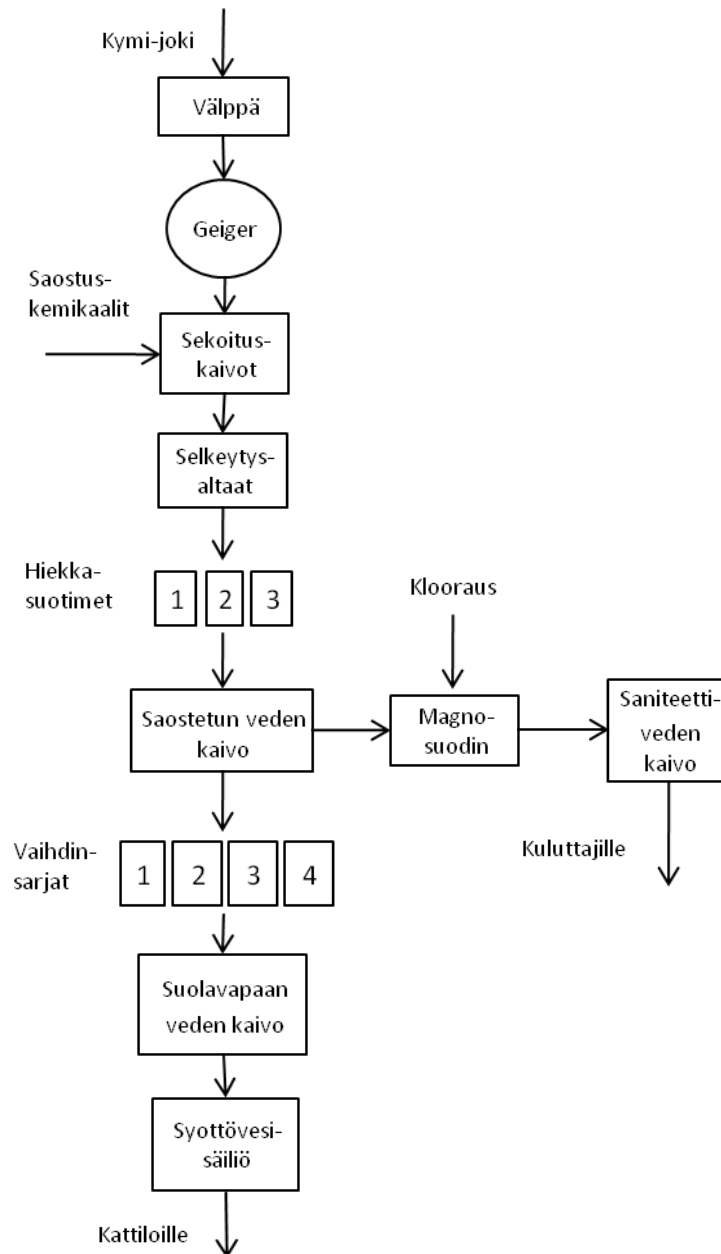 Kymi-joki
Välppä
Geiger
Saostus-
kemikaalit
Sekoitus-
kaivot
Selkeytys-
altaat
Hiekka-
suotimet
1 2 3
Klooraus
Saostetun veden
kaivo
Magno-
suodin
Saniteetti-
veden
kaivo
Kuluttajille
Vaihdin-
sarjat
1 2 3 4
Suolavapaan
veden kaivo
Syottövesi-
säiliö
Kattiloille